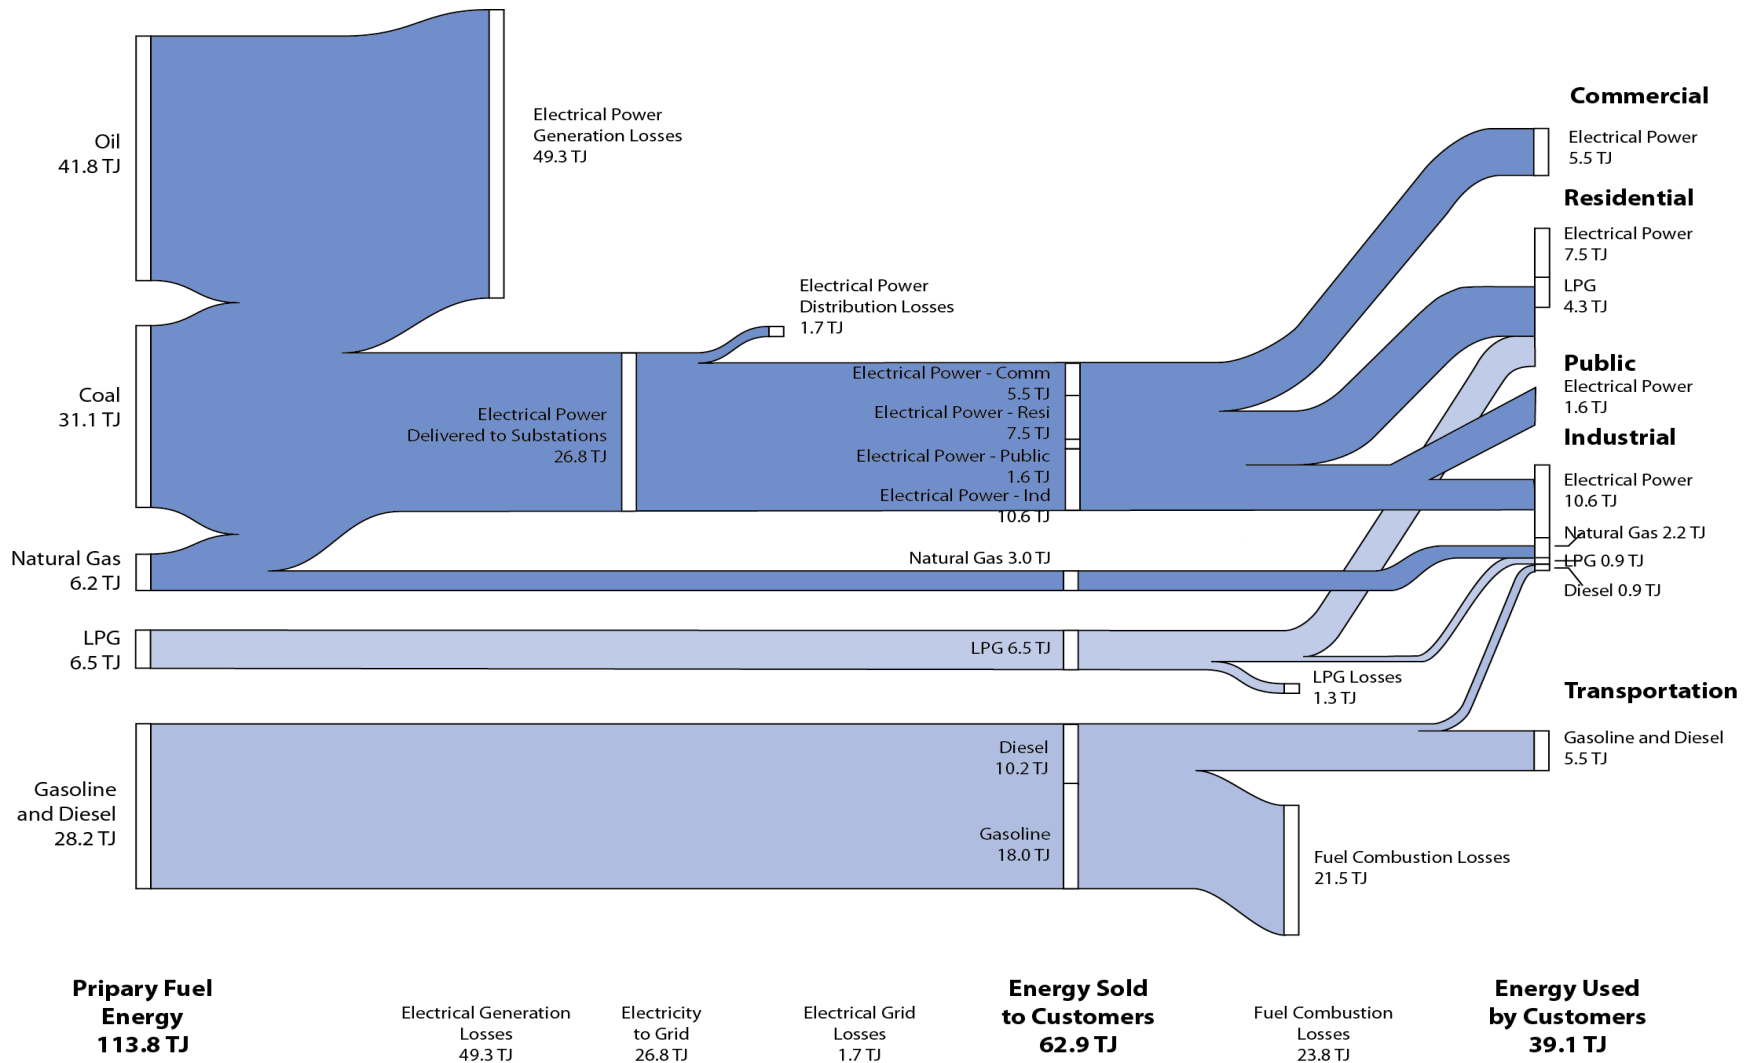 Oil
41.8 TJ
Coal
31.1 TJ
Natural Gas
6.2 TJ
LPG
6.5 TJ
Gasoline
and Diesel
28.2 TJ
Electrical Power
Generation Losses
49.3 TJ
Electrical Power
Delivered to Substations
26.8 TJ
Electrical Power
Distribution Losses
1.7 TJ
Electrical Power - Comm
5.5 TJ
Electrical Power - Resi
7.5 TJ
Electrical Power - Public
1.6 TJ
Electrical Power - Ind
10.6 TJ
Natural Gas 3.0 TJ
LPG 6.5 TJ
Diesel
10.2 TJ
Gasoline
18.0 TJ
LPG Losses
1.3 TJ
Fuel Combustion Losses
21.5 TJ
Commercial
Electrical Power
5.5 TJ
Residential
Electrical Power
7.5 TJ
LPG
4.3 TJ
Public
Electrical Power
1.6 TJ
Industrial
Electrical Power
10.6 TJ
Natural Gas 2.2 TJ
LPG 0.9 TJ
Diesel 0.9 TJ
Transportation
Gasoline and Diesel
5.5 TJ
Pripary Fuel
Energy
113.8 TJ
Electrical Generation
Losses
49.3 TJ
Electricity
to Grid
26.8 TJ
Electrical Grid
Losses
1.7 TJ
Energy Sold
to Customers
62.9 TJ
Fuel Combustion
Losses
23.8 TJ
Energy Used
by Customers
39.1 TJ